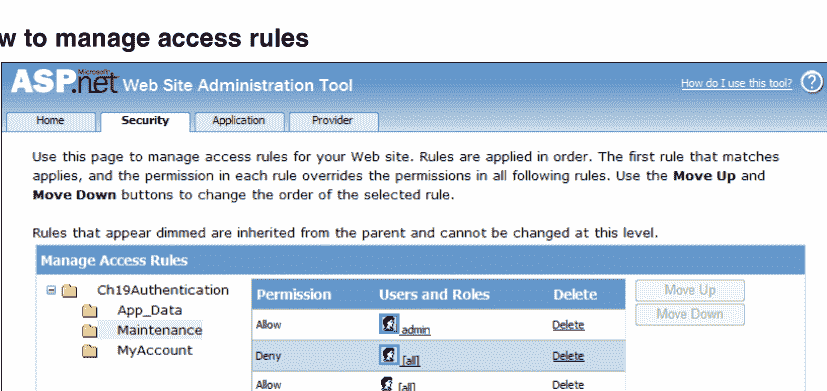 w to manage access rules
Microsoft
ASP.net Web Site Administration Tool
How do I use this tool? ?
Home Security Application Provider
Use this page to manage access rules for your Web site. Rules are applied in order. The first rule that matches
applies, and the permission in each rule overrides the permissions in all following rules. Use the Move Up and
Move Down buttons to change the order of the selected rule.
Rules that appear dimmed are inherited from the parent and cannot be changed at this level.
Manage Access Rules
Ch19Authentication
App_Data
Maintenance
MyAccount
Permission Users and Roles Delete
Allow admin Delete
Deny [all] Delete
Allow [all] Delete
Move Up
Move Down